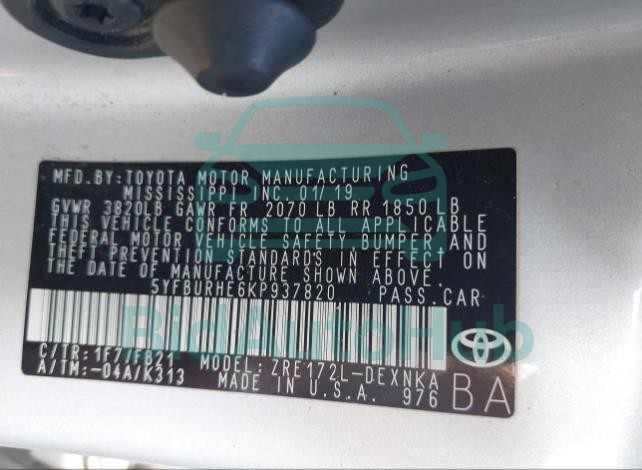 MFD.BY:TOYOTA MOTOR MANUFACTURING
MISSISSIPPI, INC. 01/19
GVWR 3820LB GAWR FR 2070 LB RR 1850 LB
THIS VEHICLE CONFORMS TO ALL APPLICABLE
FEDERAL MOTOR VEHICLE SAFETY, BUMPER, AND
THEFT PREVENTION STANDARDS IN EFFECT ON
THE DATE OF MANUFACTURE SHOWN ABOVE.
5YFBURHE6KP937820 PASS.CAR
BidAutoHub
C/TR:1F7/FB21 MODEL:ZRE172L-DEXNKA
A/TM:-04A/K313 MADE IN U.S.A. 976 BA